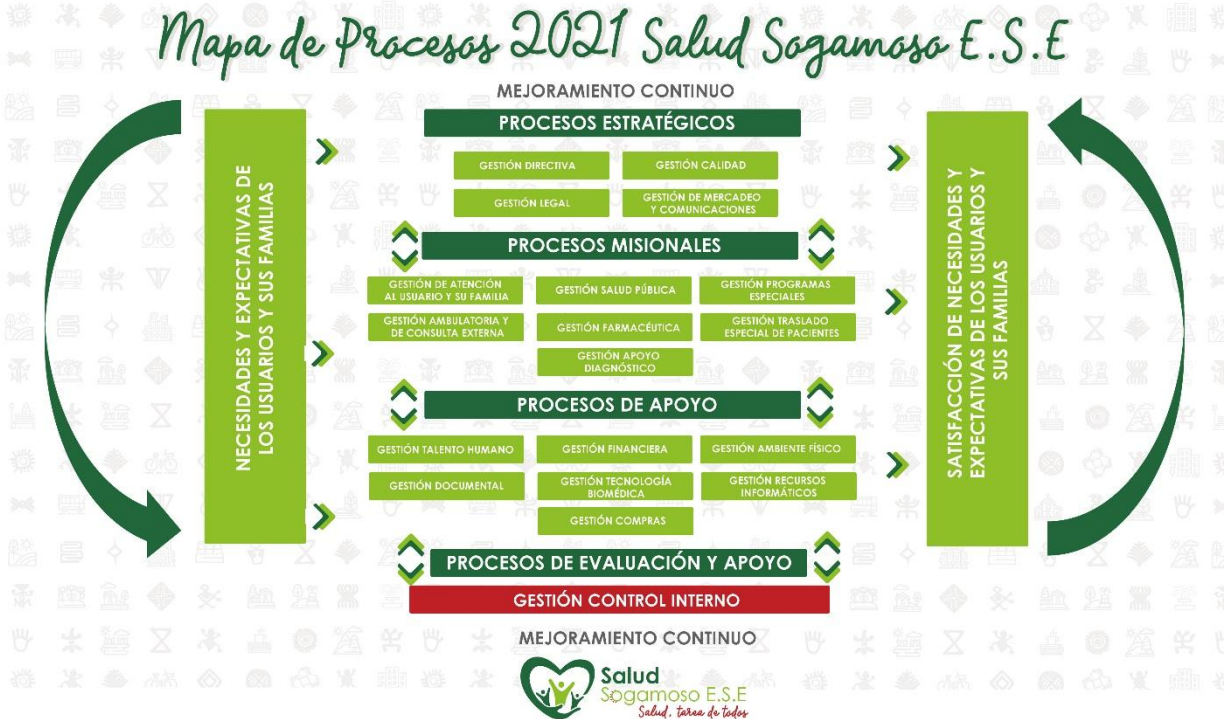 Mapa de Procesos 2021 Salud Sogamoso E.S.E
MEJORAMIENTO CONTINUO
PROCESOS ESTRATÉGICOS
GESTIÓN DIRECTIVA
GESTIÓN CALIDAD
GESTIÓN LEGAL
GESTIÓN DE MERCADEO
Y COMUNICACIONES
NECESIDADES Y EXPECTATIVAS DE
LOS USUARIOS Y SUS FAMILIAS
PROCESOS MISIONALES
GESTIÓN DE ATENCIÓN
AL USUARIO Y SU FAMILIA
GESTIÓN SALUD PÚBLICA
GESTIÓN PROGRAMAS
ESPECIALES
GESTIÓN AMBULATORIA Y
DE CONSULTA EXTERNA
GESTIÓN FARMACÉUTICA
GESTIÓN TRASLADO
ESPECIAL DE PACIENTES
GESTIÓN APOYO
DIAGNÓSTICO
PROCESOS DE APOYO
GESTIÓN TALENTO HUMANO
GESTIÓN FINANCIERA
GESTIÓN AMBIENTE FÍSICO
GESTIÓN DOCUMENTAL
GESTIÓN TECNOLOGÍA
BIOMÉDICA
GESTIÓN RECURSOS
INFORMÁTICOS
GESTIÓN COMPRAS
PROCESOS DE EVALUACIÓN Y APOYO
GESTIÓN CONTROL INTERNO
SATISFACCIÓN DE NECESIDADES Y
EXPECTATIVAS DE LOS USUARIOS Y
SUS FAMILIAS
MEJORAMIENTO CONTINUO
Salud
Sogamoso E.S.E
Salud, tarea de todos